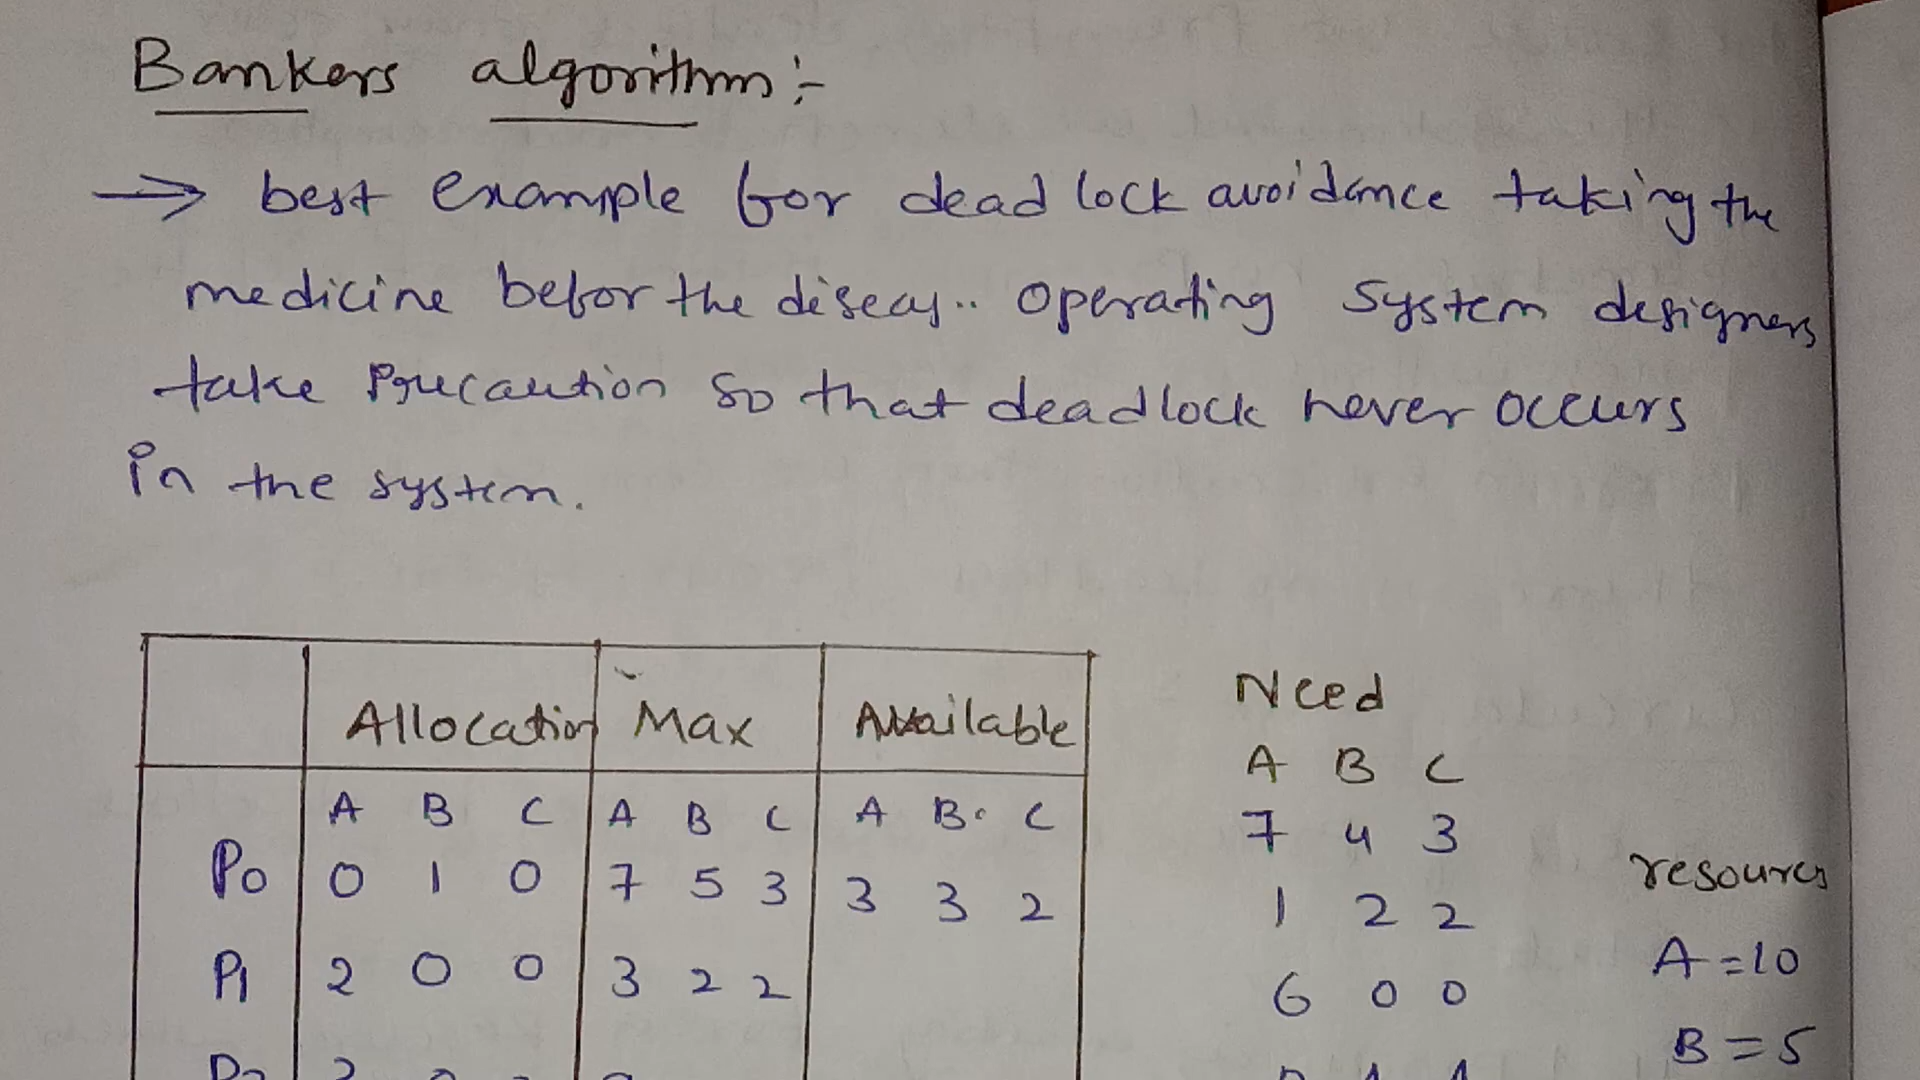 Bankers algorithm :-
→ best example for dead lock avoidance taking the
medicine befor the diseas.. operating system designers
take Precaution so that deadlock never occurs
in the system.
Allocation Max Available
A B C A B. C A B. C
P0 0 1 0 7 5 3 3 3 2
P1 2 0 0 3 2 2
Need
A B C
7 4 3
1 2 2
6 0 0
resources
A = 10
B = 5